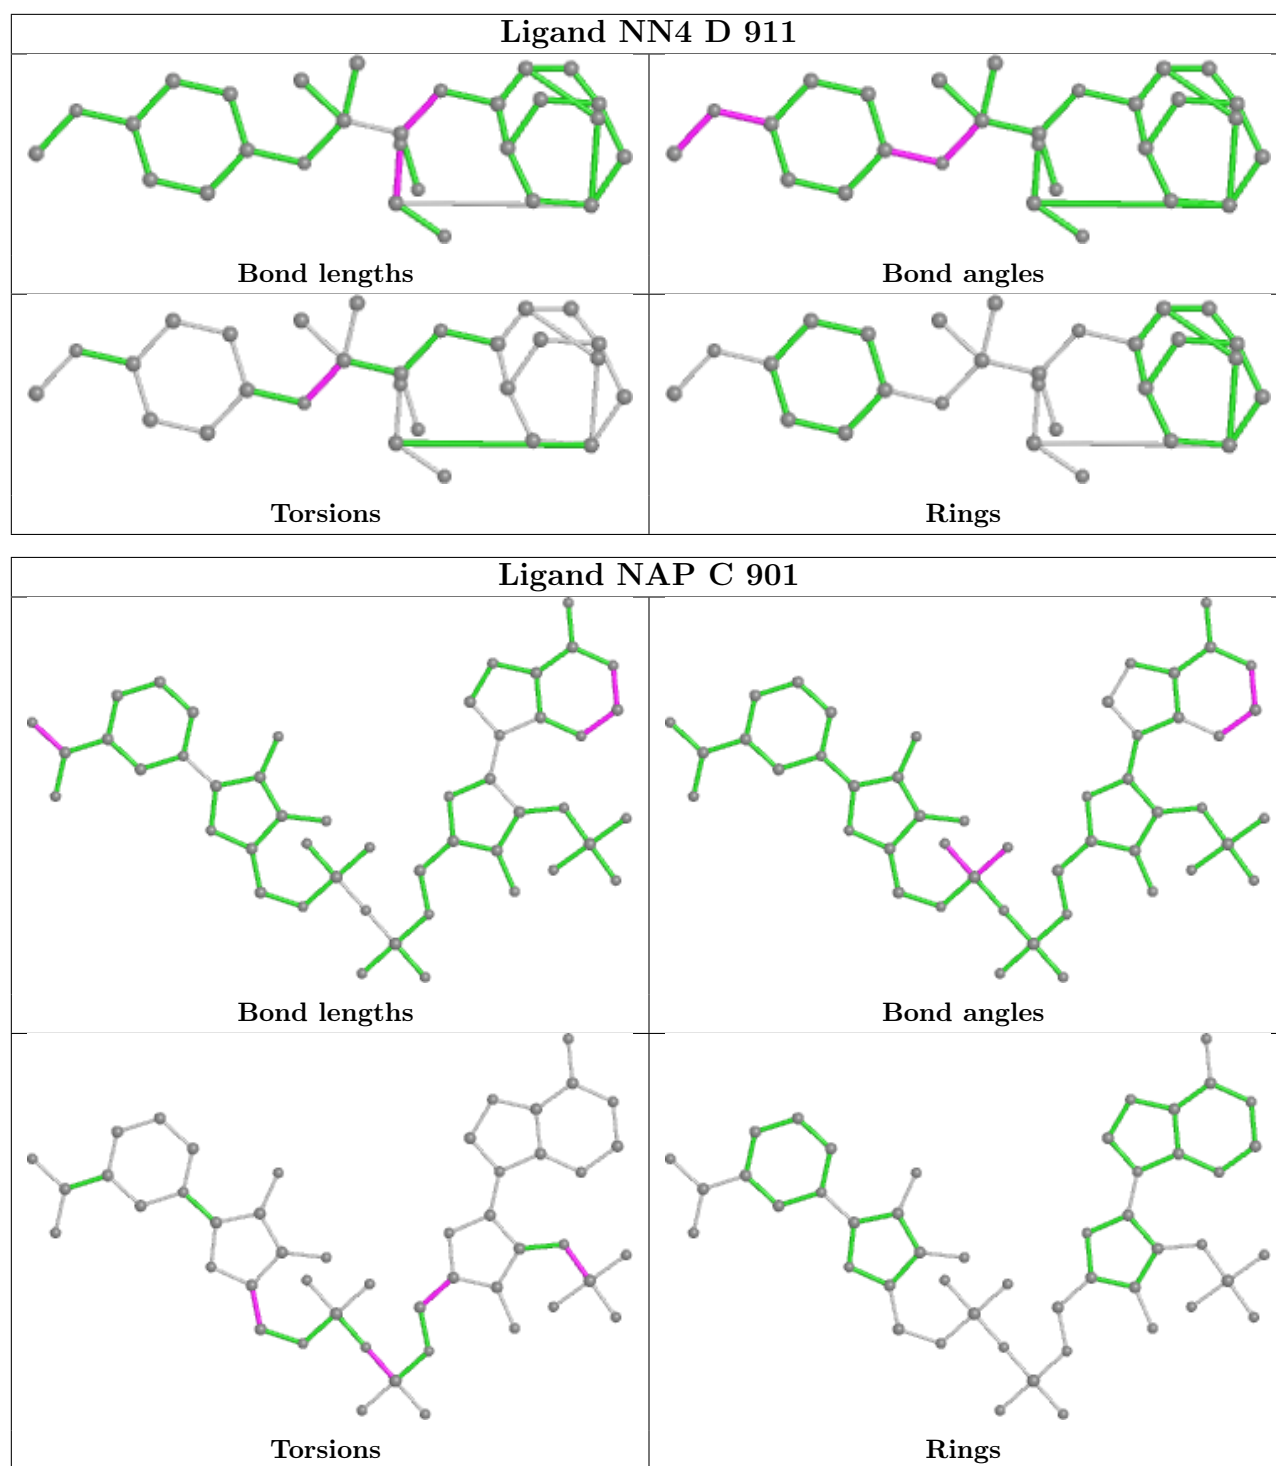 Ligand NN4 D 911
Bond lengths
Bond angles
Torsions
Rings
Ligand NAP C 901
Bond lengths
Bond angles
Torsions
Rings